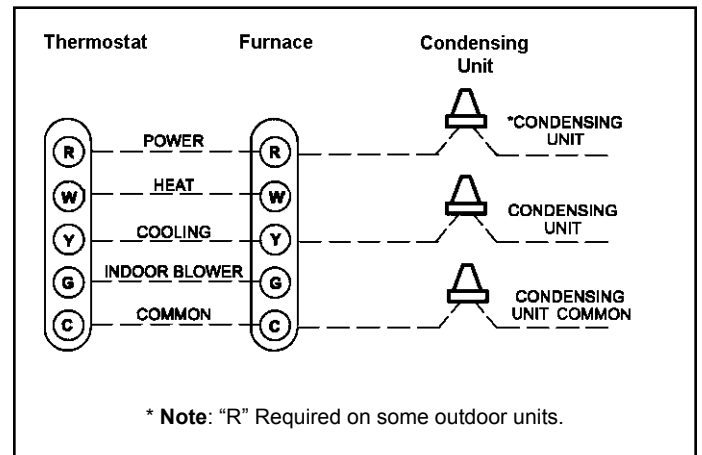 Thermostat
Furnace
Condensing
Unit
R
POWER
R
*CONDENSING
UNIT
W
HEAT
W
Y
COOLING
Y
CONDENSING
UNIT
G
INDOOR BLOWER
G
C
COMMON
C
CONDENSING
UNIT COMMON
* Note: “R” Required on some outdoor units.